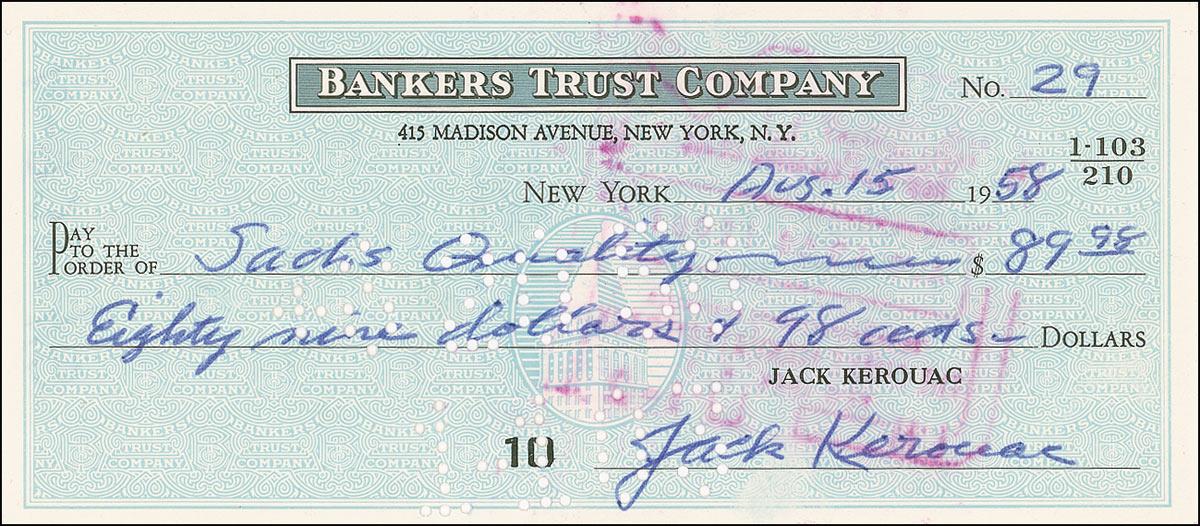 BANKERS TRUST COMPANY
No. 29
415 MADISON AVENUE, NEW YORK, N. Y.
1-103
210
NEW YORK Aug. 15 1958
PAY TO THE ORDER OF Sachs Quality $ 89 98
Eighty nine dollars & 98 cents DOLLARS
JACK KEROUAC
10
Jack Kerouac